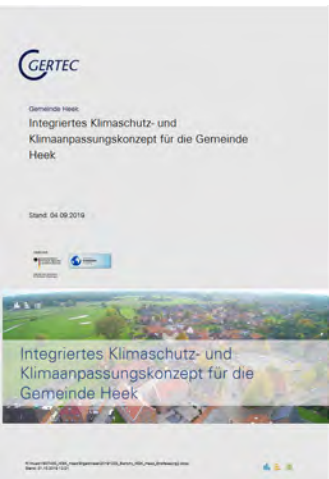 GERTEC
Gemeinde Heek
Integriertes Klimaschutz- und
Klimaanpassungskonzept für die Gemeinde
Heek
Stand: 04.09.2019
Integriertes Klimaschutz- und
Klimaanpassungskonzept für die
Gemeinde Heek